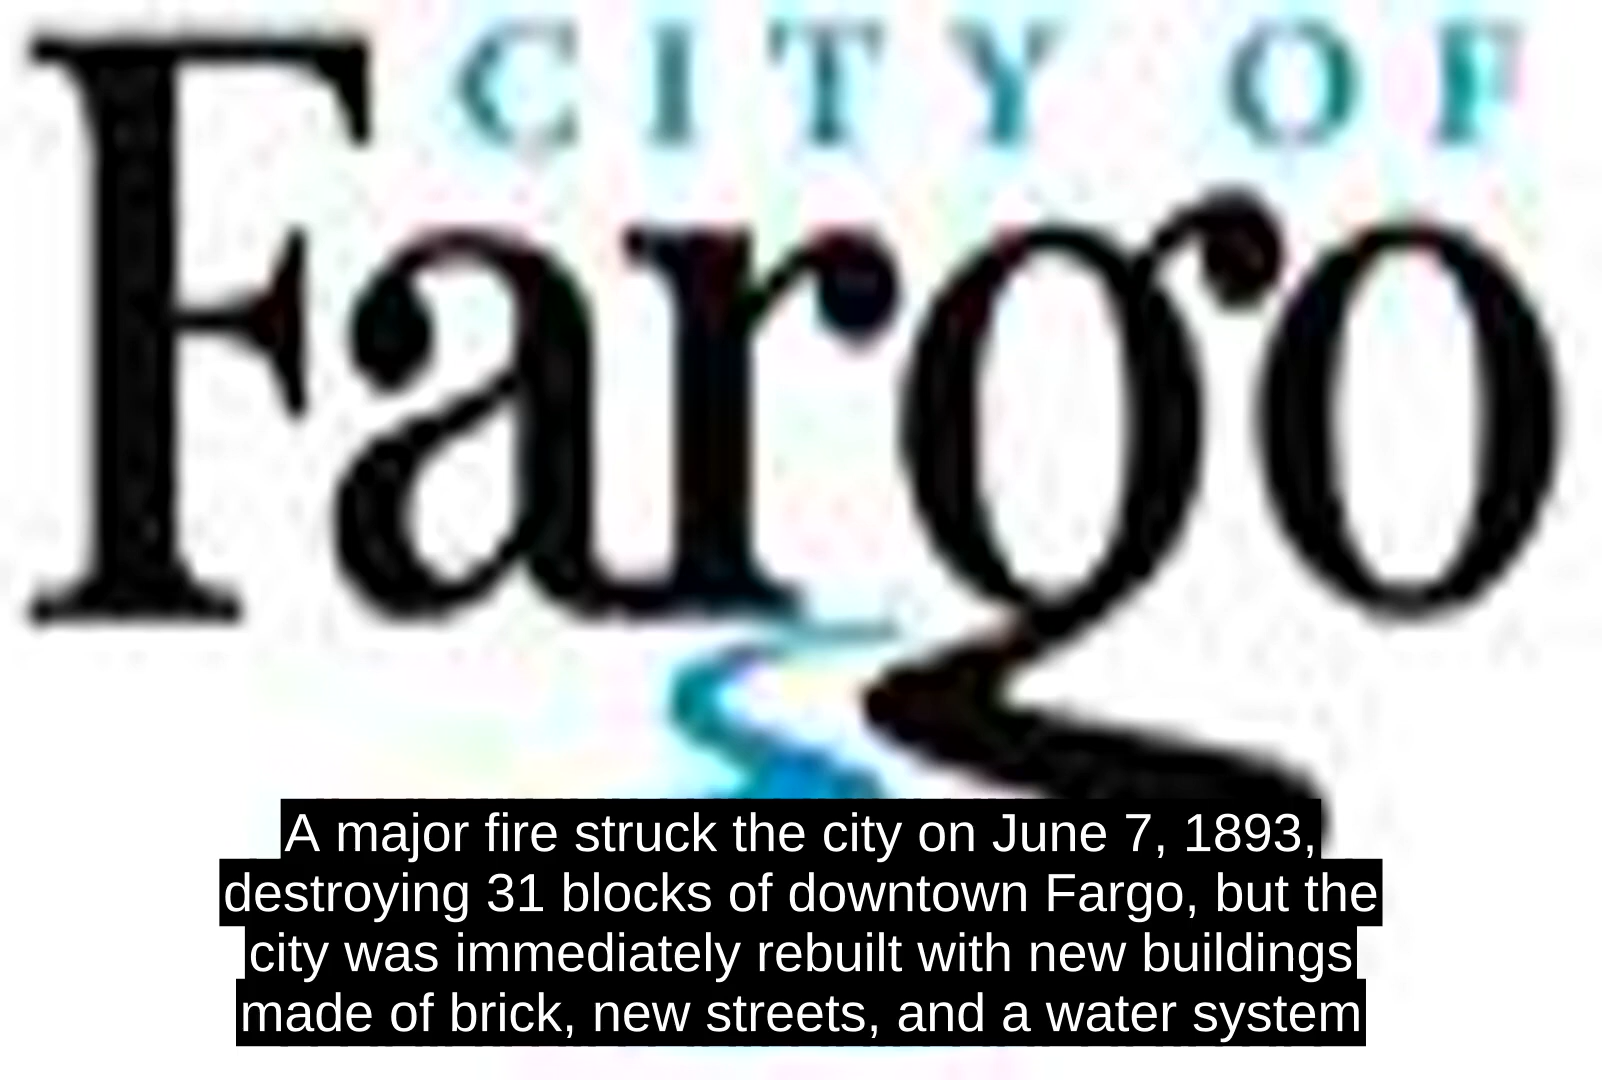 CITY OF
Fargo
A major fire struck the city on June 7, 1893,
destroying 31 blocks of downtown Fargo, but the
city was immediately rebuilt with new buildings
made of brick, new streets, and a water system